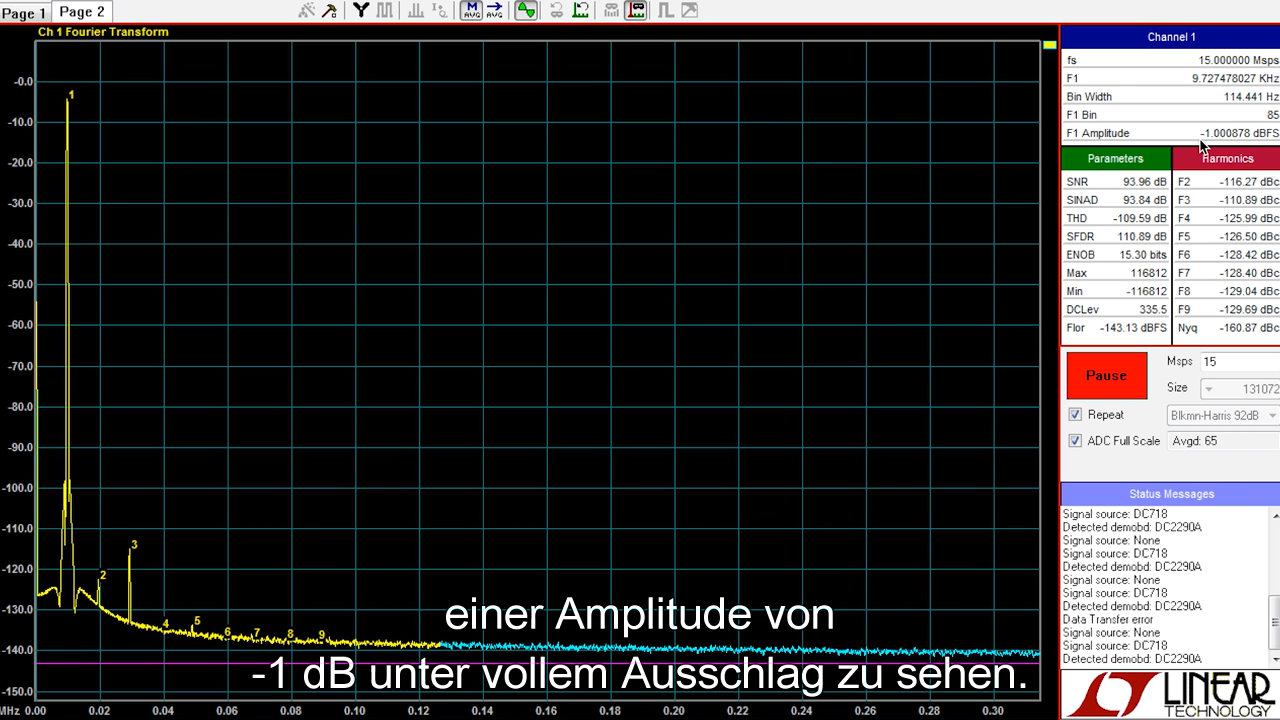 Page 1
Page 2
M
AVG
AVG
Ch 1 Fourier Transform
-0.0
-10.0
-20.0
-30.0
-40.0
-50.0
-60.0
-70.0
-80.0
-90.0
-100.0
-110.0
-120.0
-130.0
-140.0
-150.0
1
2
3
4
5
6
7
8
9
MHz 0.00 0.02 0.04 0.06 0.08 0.10 0.12 0.14 0.16 0.18 0.20 0.22 0.24 0.26 0.28 0.30
einer Amplitude von
-1 dB unter vollem Ausschlag zu sehen.
Channel 1
fs 15.000000 Msps
F1 9.727478027 KHz
Bin Width 114.441 Hz
F1 Bin 85
F1 Amplitude -1.000878 dBFS
Parameters Harmonics
SNR 93.96 dB F2 -116.27 dBc
SINAD 93.84 dB F3 -110.89 dBc
THD -109.59 dB F4 -125.99 dBc
SFDR 110.89 dB F5 -126.50 dBc
ENOB 15.30 bits F6 -128.42 dBc
Max 116812 F7 -128.40 dBc
Min -116812 F8 -129.04 dBc
DCLev 335.5 F9 -129.69 dBc
Flor -143.13 dBFS Nyq -160.87 dBc
Pause
Msps 15
Size 131072
Repeat Blkmn-Harris 92dB
ADC Full Scale Avgd: 65
Status Messages
Signal source: DC718
Detected demobd: DC2290A
Signal source: None
Signal source: DC718
Detected demobd: DC2290A
Signal source: None
Signal source: DC718
Detected demobd: DC2290A
Data Transfer error
Signal source: None
Signal source: DC718
Detected demobd: DC2290A
LINEAR
TECHNOLOGY